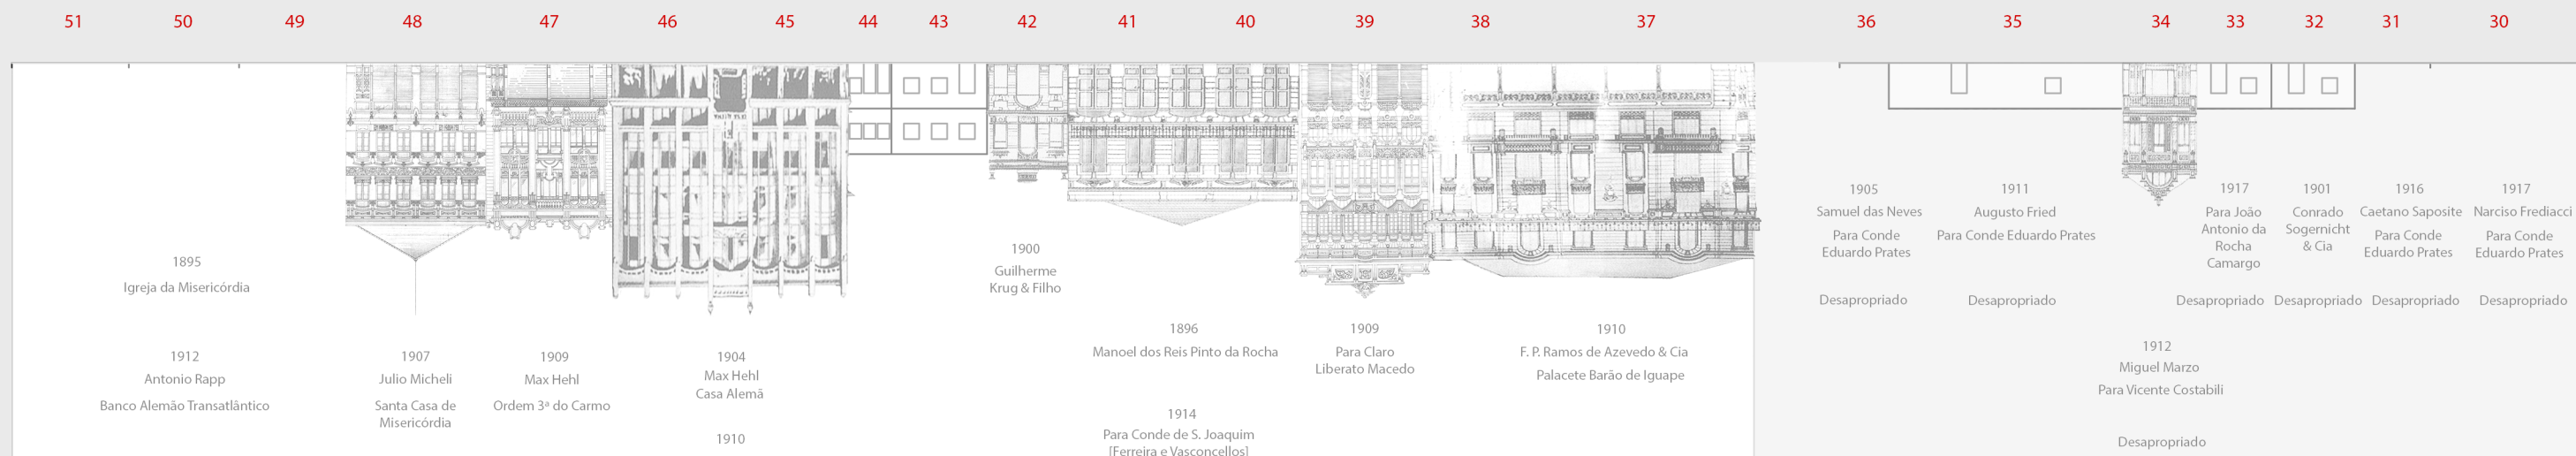 51 50 49 48 47 46 45 44 43 42 41 40 39 38 37 36 35 34 33 32 31 30
1895
Igreja da Misericórdia
1912
Antonio Rapp
Banco Alemão Transatlântico
1907
Julio Micheli
Santa Casa de
Misericórdia
1909
Max Hehl
Ordem 3ª do Carmo
1904
Max Hehl
Casa Alemã
1910
1900
Guilherme
Krug & Filho
1896
Manoel dos Reis Pinto da Rocha
1914
Para Conde de S. Joaquim
[Ferreira e Vasconcellos]
1909
Para Claro
Liberato Macedo
1910
F. P. Ramos de Azevedo & Cia
Palacete Barão de Iguape
1905
Samuel das Neves
Para Conde
Eduardo Prates
Desapropriado
1911
Augusto Fried
Para Conde Eduardo Prates
Desapropriado
1912
Miguel Marzo
Para Vicente Costabili
Desapropriado
1917
Para João
Antonio da
Rocha
Camargo
Desapropriado
1901
Conrado
Sogernicht
& Cia
Desapropriado
1916
Caetano Saposite
Para Conde
Eduardo Prates
Desapropriado
1917
Narciso Frediacci
Para Conde
Eduardo Prates
Desapropriado